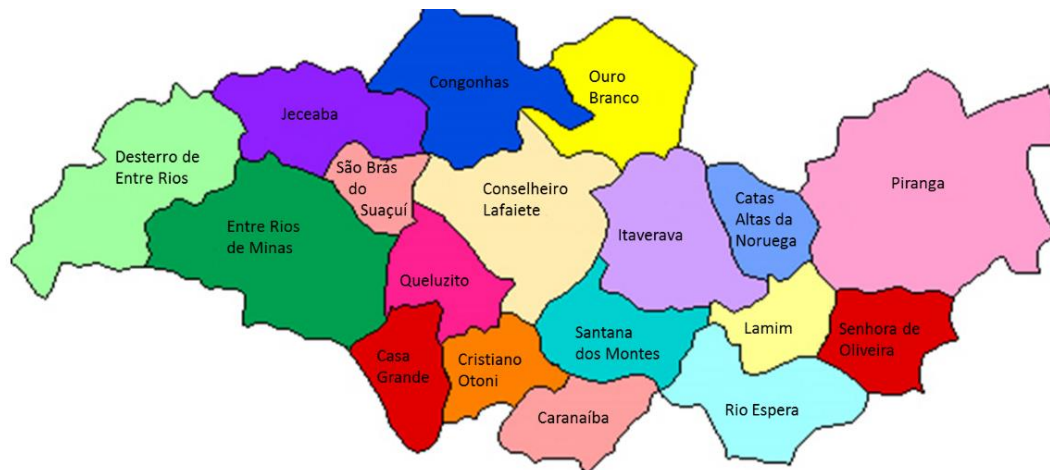 Congonhas
Ouro
Branco
Jeceaba
Desterro de
Entre Rios
São Brás
do
Suaçuí
Conselheiro
Lafaiete
Catas
Altas da
Noruega
Piranga
Entre Rios
de Minas
Itaverava
Queluzito
Santana
dos Montes
Lamim
Senhora de
Oliveira
Casa
Grande
Cristiano
Otoni
Caranaíba
Rio Espera